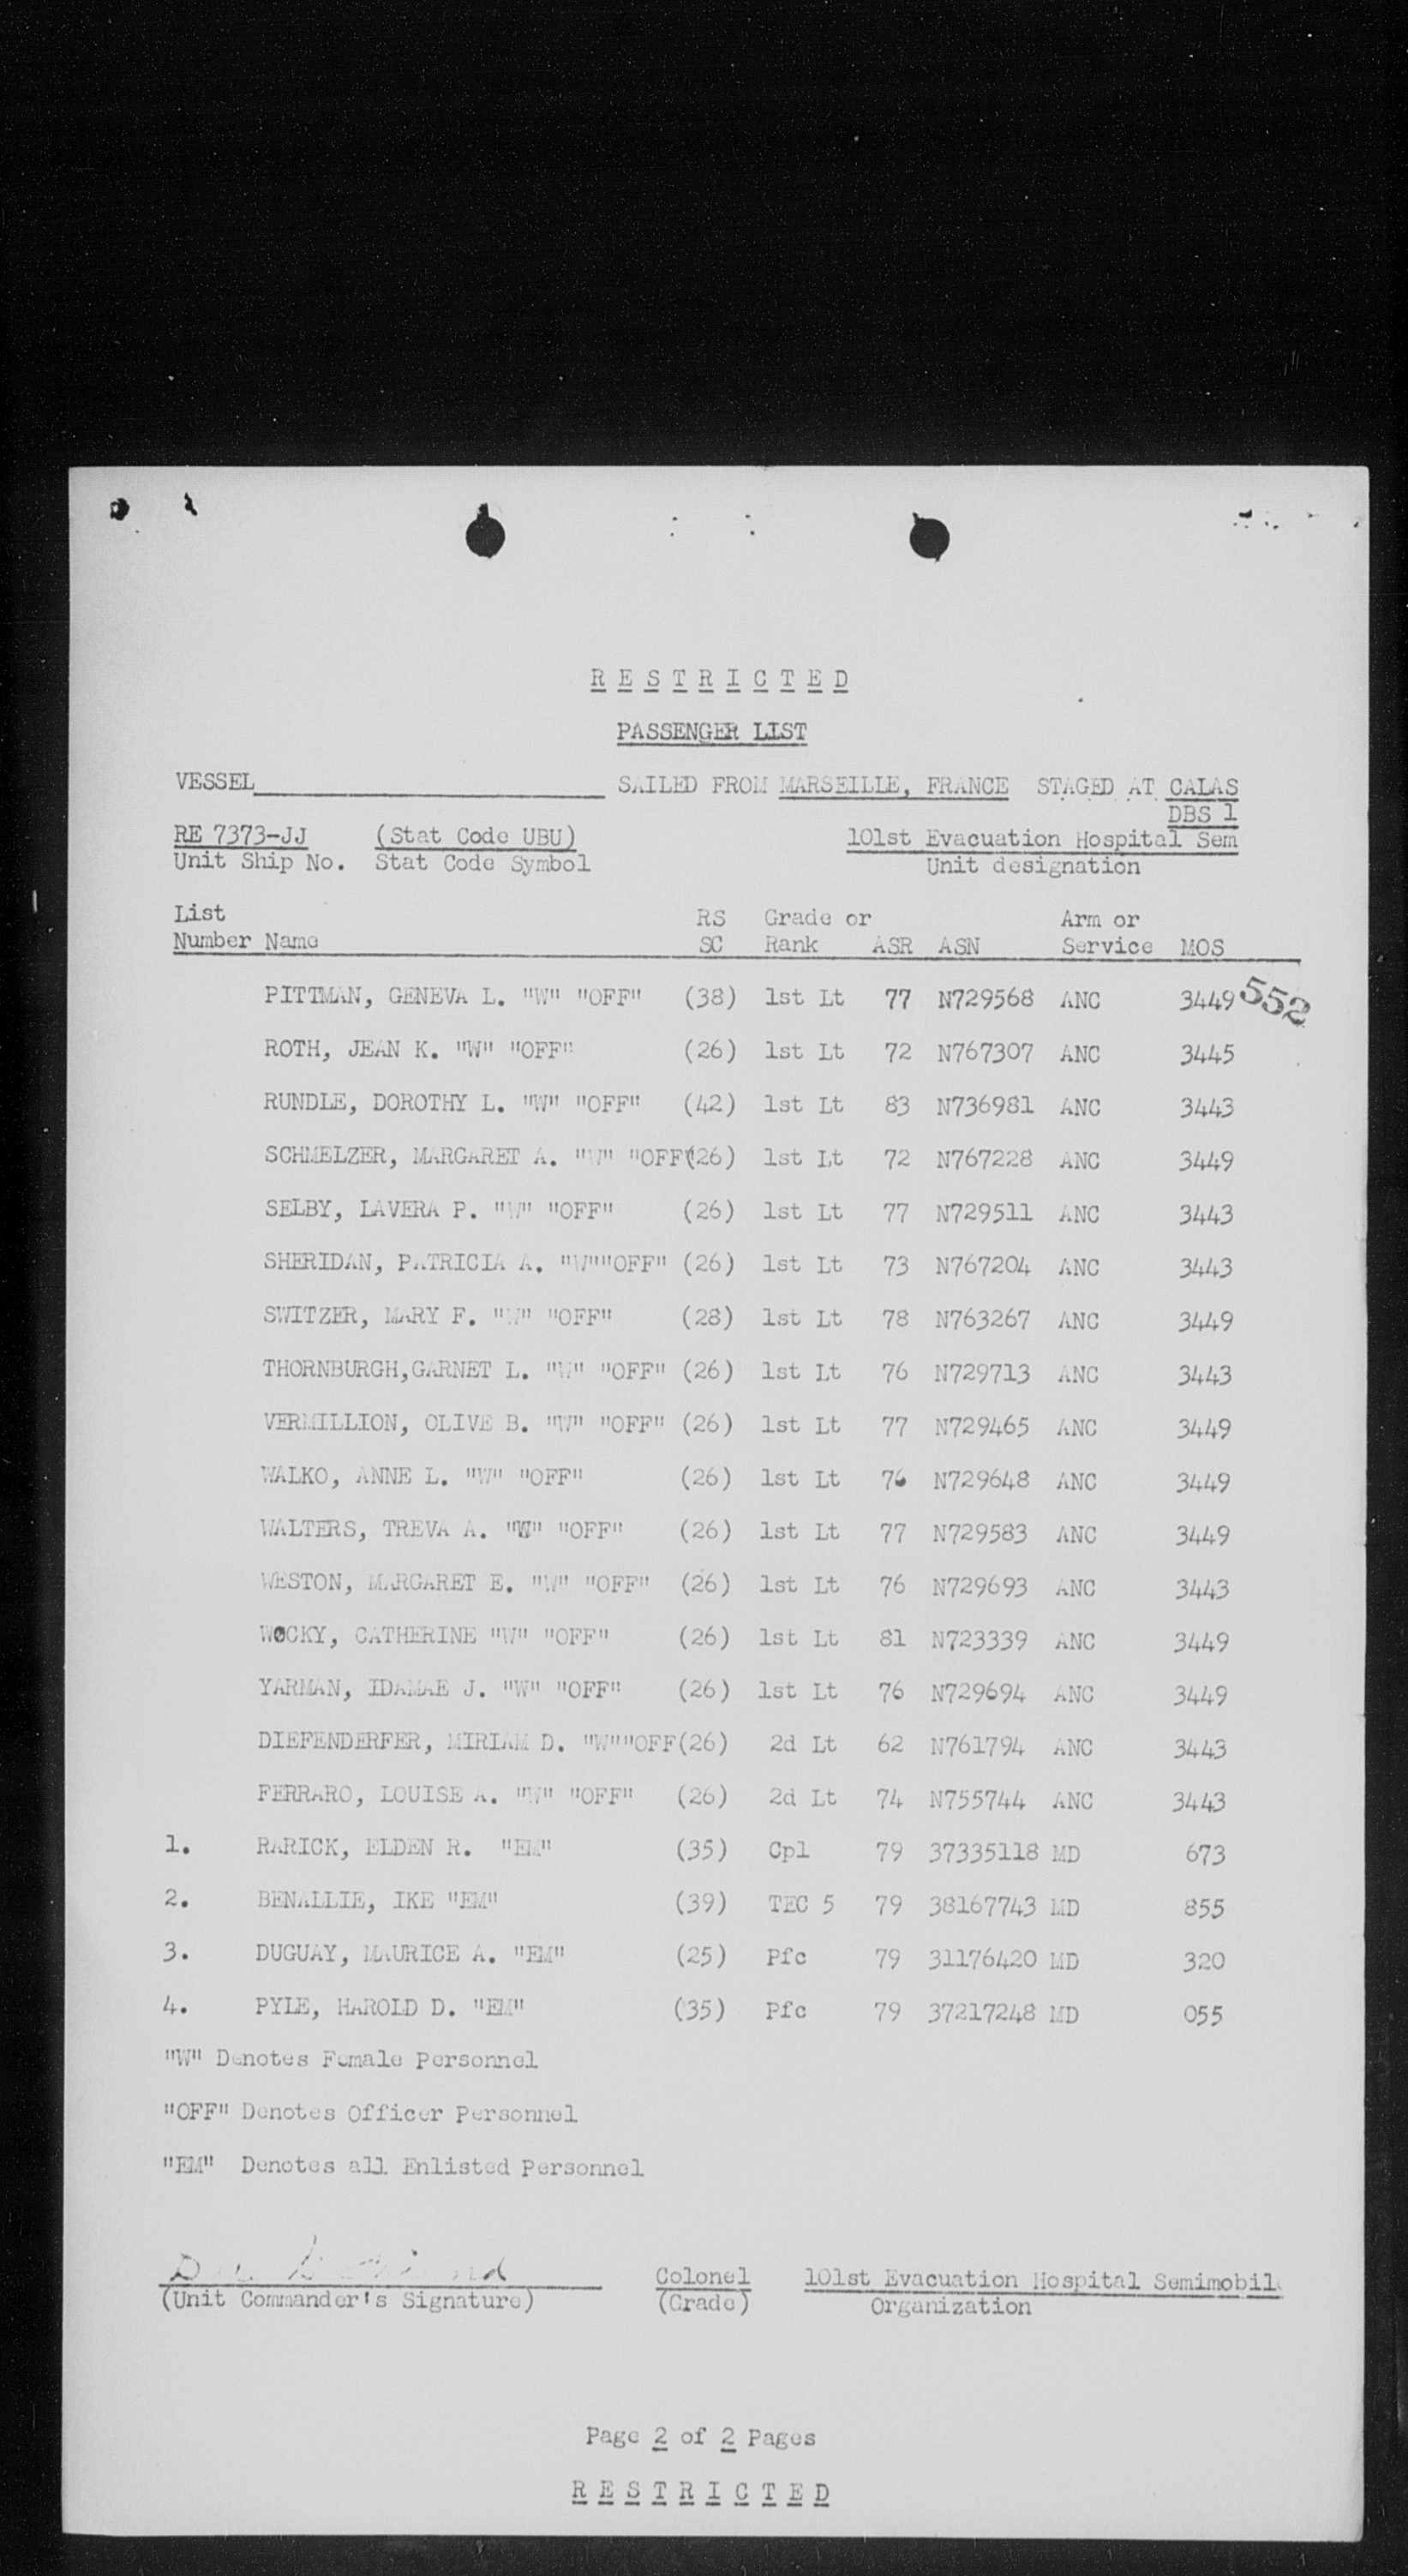 R E S T R I C T E D
PASSENGER LIST
VESSEL SAILED FROM MARSEILLE, FRANCE STAGED AT CALAS
DBS 1
RE 7373-JJ (Stat Code UBU) 101st Evacuation Hospital Sem
Unit Ship No. Stat Code Symbol Unit designation
List RS Grade or Arm or
Number Name SC Rank ASR ASN Service MOS
PITTMAN, GENEVA L. "W" "OFF" (38) 1st Lt 77 N729568 ANC 3449 552
ROTH, JEAN K. "W" "OFF" (26) 1st Lt 72 N767307 ANC 3445
RUNDLE, DOROTHY L. "W" "OFF" (42) 1st Lt 83 N736981 ANC 3443
SCHMELZER, MARGARET A. "W" "OFF"(26) 1st Lt 72 N767228 ANC 3449
SELBY, LAVERA P. "W" "OFF" (26) 1st Lt 77 N729511 ANC 3443
SHERIDAN, PATRICIA A. "W""OFF" (26) 1st Lt 73 N767204 ANC 3443
SWITZER, MARY F. "W" "OFF" (28) 1st Lt 78 N763267 ANC 3449
THORNBURGH,GARNET L. "W" "OFF" (26) 1st Lt 76 N729713 ANC 3443
VERMILLION, OLIVE B. "W" "OFF" (26) 1st Lt 77 N729465 ANC 3449
WALKO, ANNE L. "W" "OFF" (26) 1st Lt 76 N729648 ANC 3449
WALTERS, TREVA A. "W" "OFF" (26) 1st Lt 77 N729583 ANC 3449
WESTON, MARGARET E. "W" "OFF" (26) 1st Lt 76 N729693 ANC 3443
WOCKY, CATHERINE "W" "OFF" (26) 1st Lt 81 N723339 ANC 3449
YARMAN, IDAMAE J. "W" "OFF" (26) 1st Lt 76 N729694 ANC 3449
DIEFENDERFER, MIRIAM D. "W""OFF(26) 2d Lt 62 N761794 ANC 3443
FERRARO, LOUISE A. "W" "OFF" (26) 2d Lt 74 N755744 ANC 3443
1. RARICK, ELDEN R. "EM" (35) Cpl 79 37335118 MD 673
2. BENALLIE, IKE "EM" (39) TEC 5 79 38167743 MD 855
3. DUGUAY, MAURICE A. "EM" (25) Pfc 79 31176420 MD 320
4. PYLE, HAROLD D. "EM" (35) Pfc 79 37217248 MD 055
"W" Denotes Female Personnel
"OFF" Denotes Officer Personnel
"EM" Denotes all Enlisted Personnel
Colonel 101st Evacuation Hospital Semimobil
(Unit Commander's Signature) (Grade) Organization
Page 2 of 2 Pages
R E S T R I C T E D